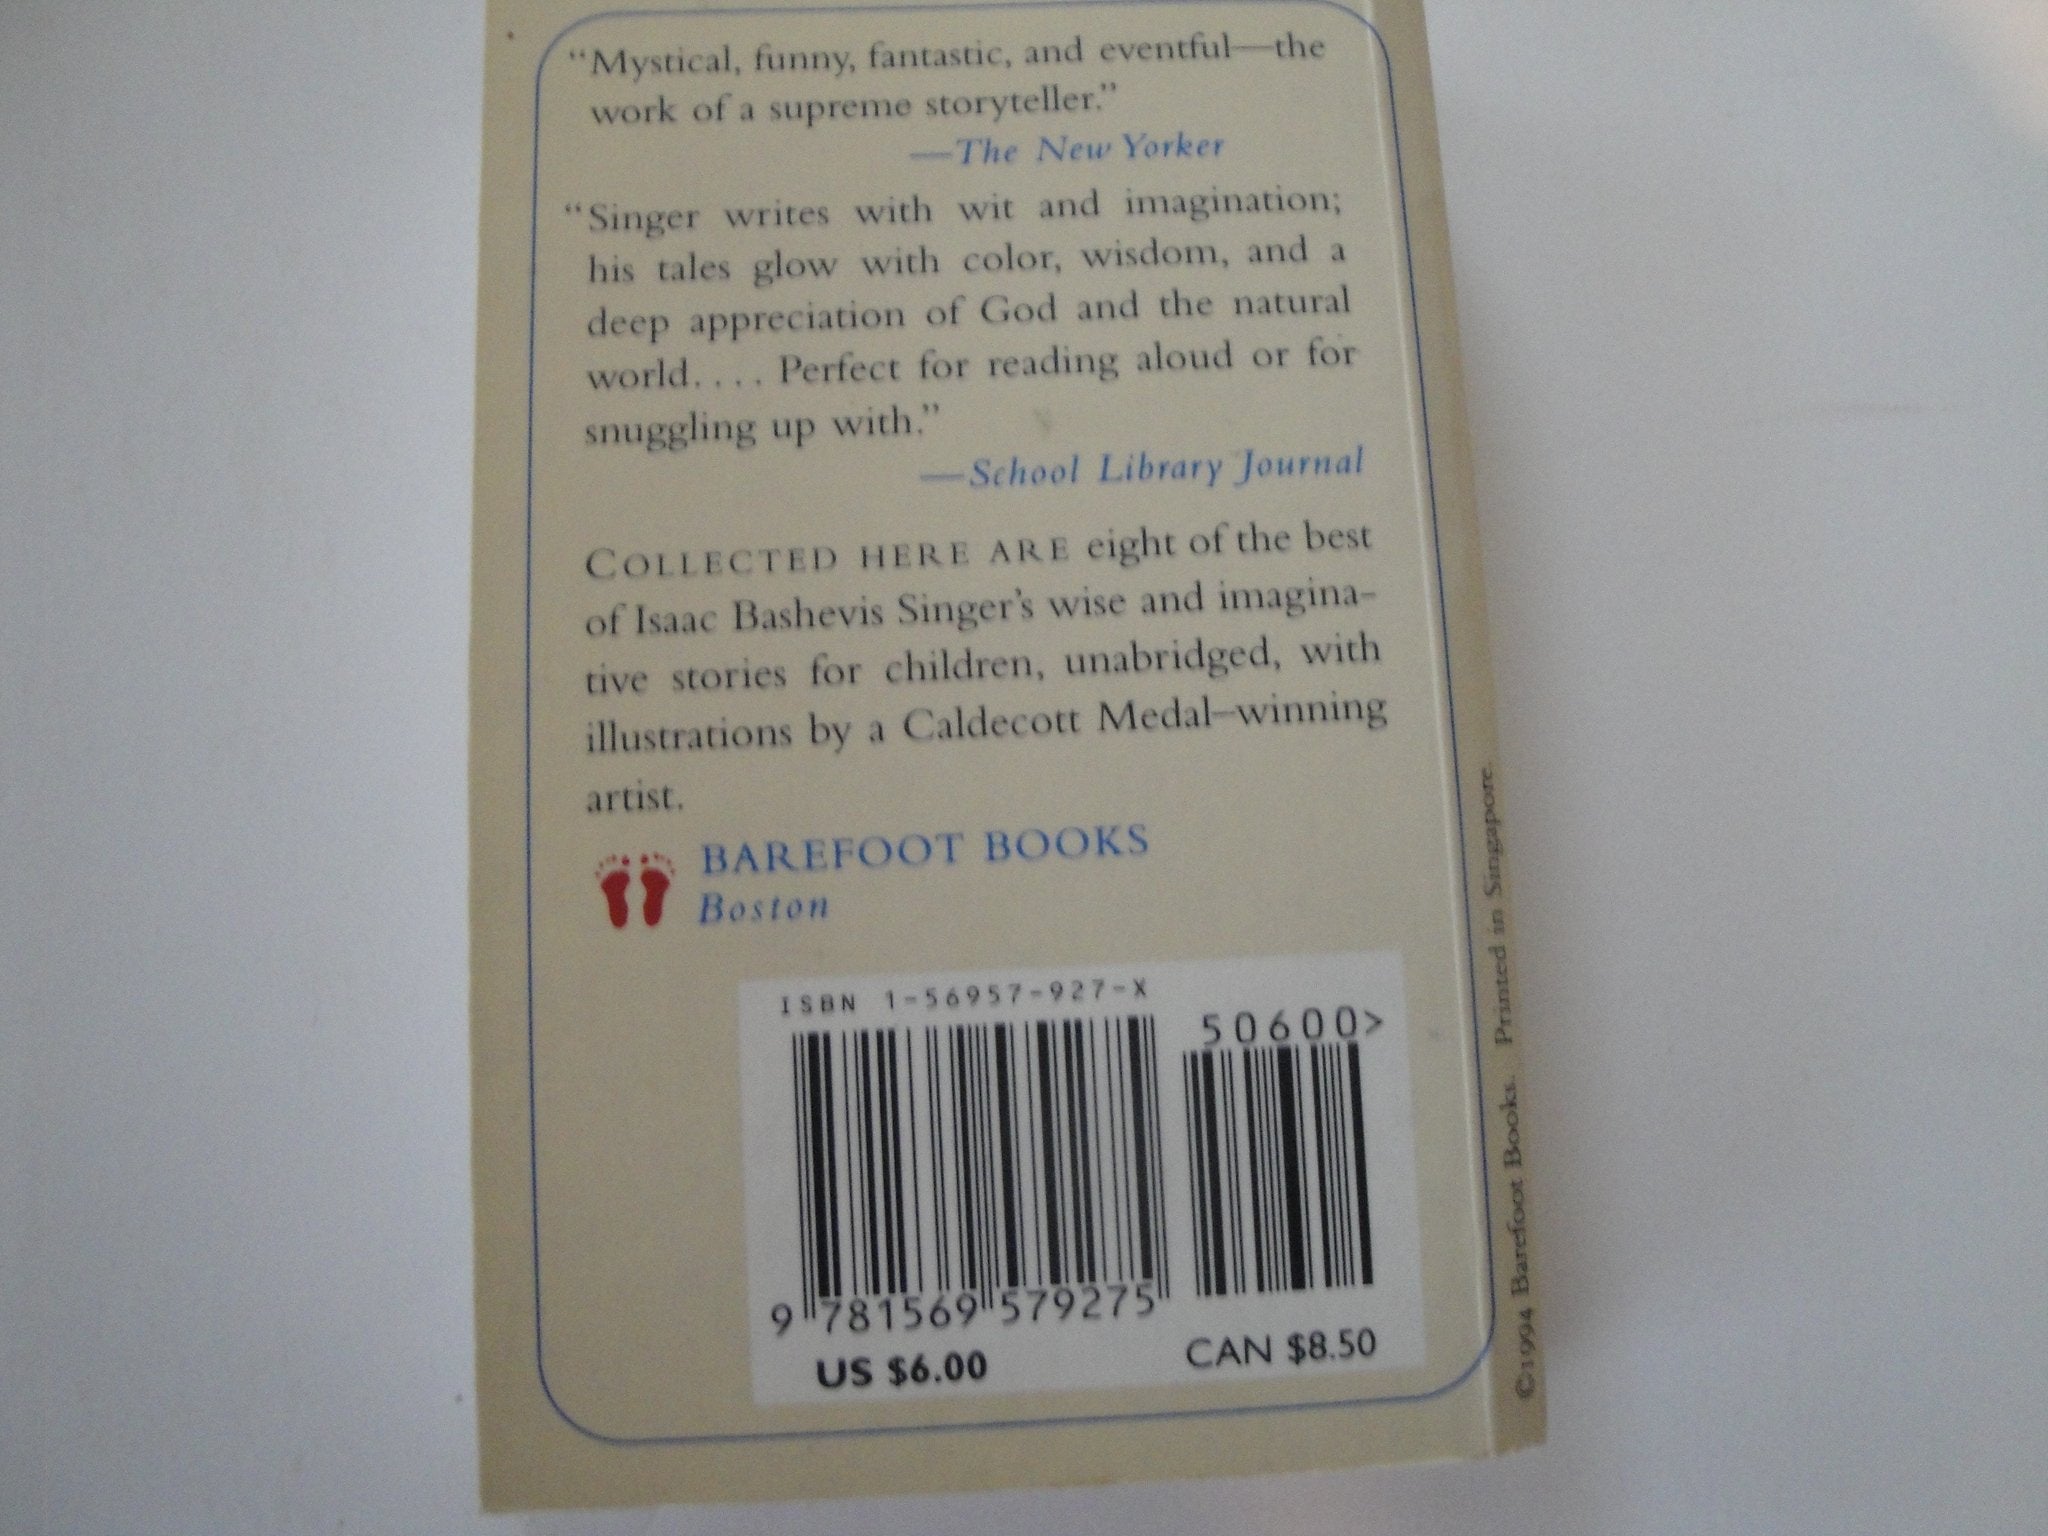 “Mystical, funny, fantastic, and eventful—the
work of a supreme storyteller.”
—The New Yorker
“Singer writes with wit and imagination;
his tales glow with color, wisdom, and a
deep appreciation of God and the natural
world.... Perfect for reading aloud or for
snuggling up with.”
—School Library Journal
COLLECTED HERE ARE eight of the best
of Isaac Bashevis Singer’s wise and imagina-
tive stories for children, unabridged, with
illustrations by a Caldecott Medal–winning
artist.
BAREFOOT BOOKS
Boston
ISBN 1-56957-927-X
50600>
9 781569 579275
US $6.00
CAN $8.50
©1994 Barefoot Books. Printed in Singapore.